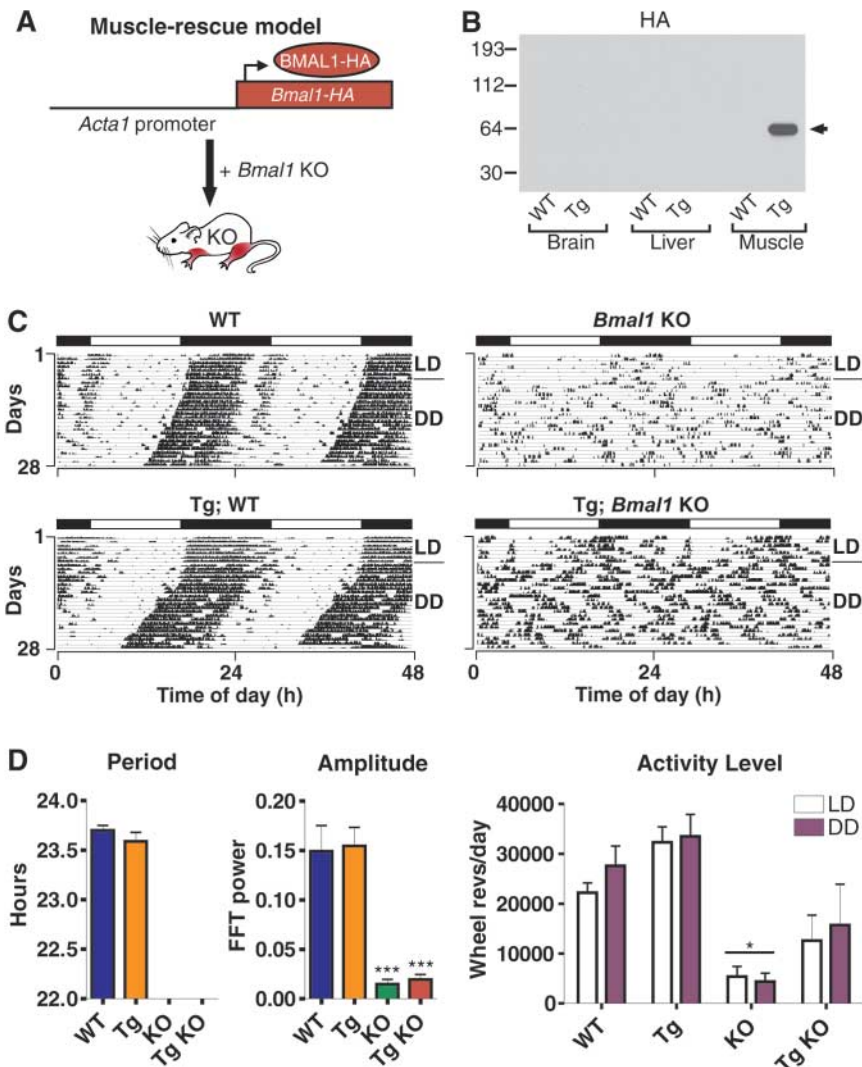 A
Muscle-rescue model
BMAL1-HA
Bmal1-HA
Acta1 promoter
+ Bmal1 KO
KO
B
HA
193
112
64
30
WT
Tg
WT
Tg
WT
Tg
Brain
Liver
Muscle
C
WT
Bmal1 KO
1
Days
28
LD
DD
LD
DD
Tg; WT
Tg; Bmal1 KO
1
Days
28
LD
DD
LD
DD
0
24
48
0
24
48
Time of day (h)
Time of day (h)
D
Period
24.0
23.5
23.0
22.5
22.0
Hours
WT
Tg
KO
Tg KO
Amplitude
0.20
0.15
0.10
0.05
0.00
FFT power
***
***
WT
Tg
KO
Tg KO
Activity Level
LD
DD
40000
30000
20000
10000
0
Wheel revs/day
*
WT
Tg
KO
Tg KO